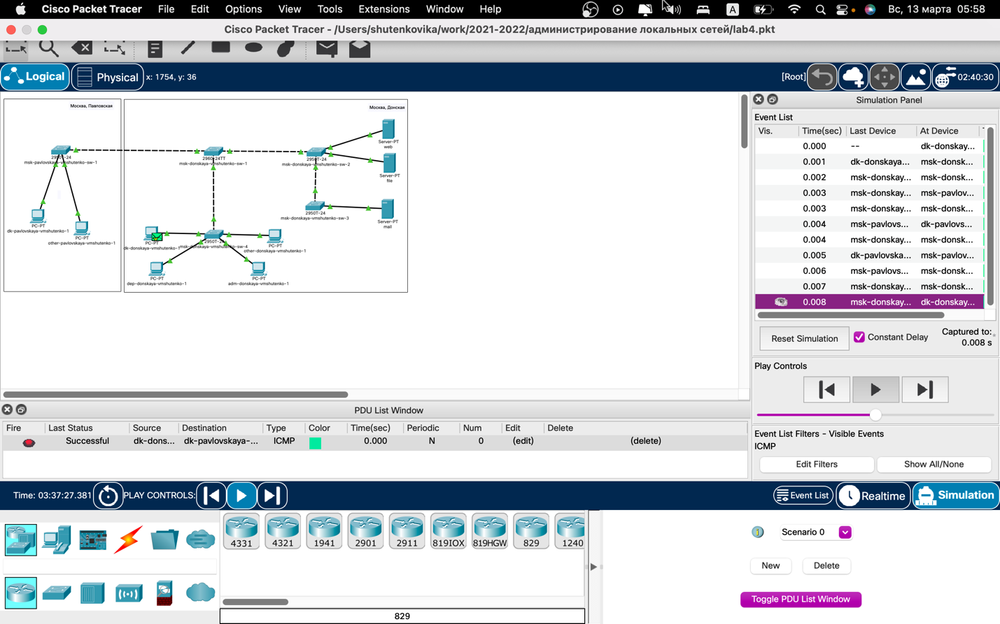 Cisco Packet Tracer File Edit Options View Tools Extensions Window Help A Вс, 13 марта 05:58
Cisco Packet Tracer - /Users/shutenkovika/work/2021-2022/администрирование локальных сетей/lab4.pkt
Logical Physical x: 1754, y: 36 [Root] 02:40:30
Simulation Panel
Event List
Vis. Time(sec) Last Device At Device
0.000 -- dk-donskay...
0.001 dk-donskaya... msk-donsk...
0.002 msk-donskay... msk-donsk...
0.003 msk-donskay... msk-pavlov...
0.003 msk-donskay... msk-donsk...
0.004 msk-pavlovs... dk-pavlovs...
0.004 msk-donskay... msk-donsk...
0.005 dk-pavlovska... msk-pavlov...
0.006 msk-pavlovs... msk-donsk...
0.007 msk-donskay... msk-donsk...
0.008 msk-donskay... dk-donskay...
Reset Simulation Constant Delay Captured to:
0.008 s
Play Controls
Event List Filters - Visible Events
ICMP
Edit Filters Show All/None
Москва, Павловская
2950T-24
msk-pavlovskaya-vmshutenko-sw-1
PC-PT
dk-pavlovskaya-vmshutenko-1
PC-PT
other-pavlovskaya-vmshutenko-1
Москва, Донская
2960-24TT
msk-donskaya-vmshutenko-sw-1
2950T-24
msk-donskaya-vmshutenko-sw-2
Server-PT
web
Server-PT
file
2950T-24
msk-donskaya-vmshutenko-sw-3
Server-PT
mail
PC-PT
dk-donskaya-vmshutenko-1
2950T-24
msk-donskaya-vmshutenko-sw-4
PC-PT
other-donskaya-vmshutenko-1
PC-PT
dep-donskaya-vmshutenko-1
PC-PT
adm-donskaya-vmshutenko-1
PDU List Window
Fire Last Status Source Destination Type Color Time(sec) Periodic Num Edit Delete
Successful dk-dons... dk-pavlovskaya-... ICMP 0.000 N 0 (edit) (delete)
Time: 03:37:27.381 PLAY CONTROLS: Event List Realtime Simulation
4331 4321 1941 2901 2911 819IOX 819HGW 829 1240
829
Scenario 0
New Delete
Toggle PDU List Window